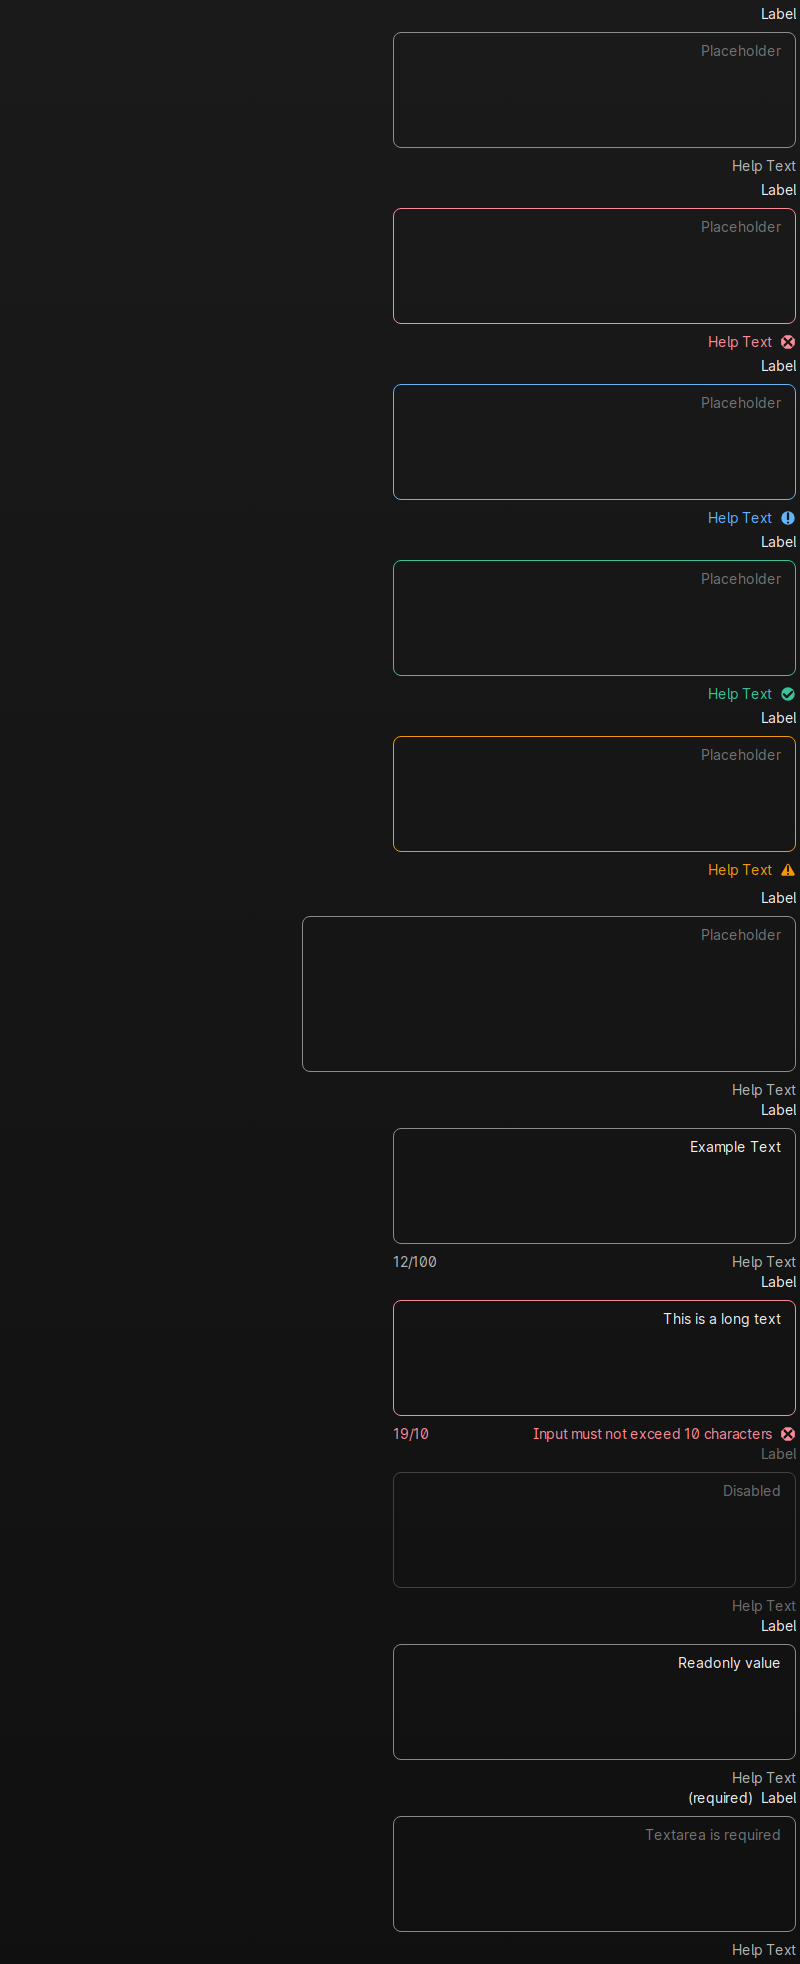 Label
Placeholder
Help Text
Label
Placeholder
Help Text
Label
Placeholder
Help Text
Label
Placeholder
Help Text
Label
Placeholder
Help Text
Label
Placeholder
Help Text
Label
Example Text
12/100 Help Text
Label
This is a long text
19/10 Input must not exceed 10 characters
Label
Disabled
Help Text
Label
Readonly value
Help Text
(required) Label
Textarea is required
Help Text